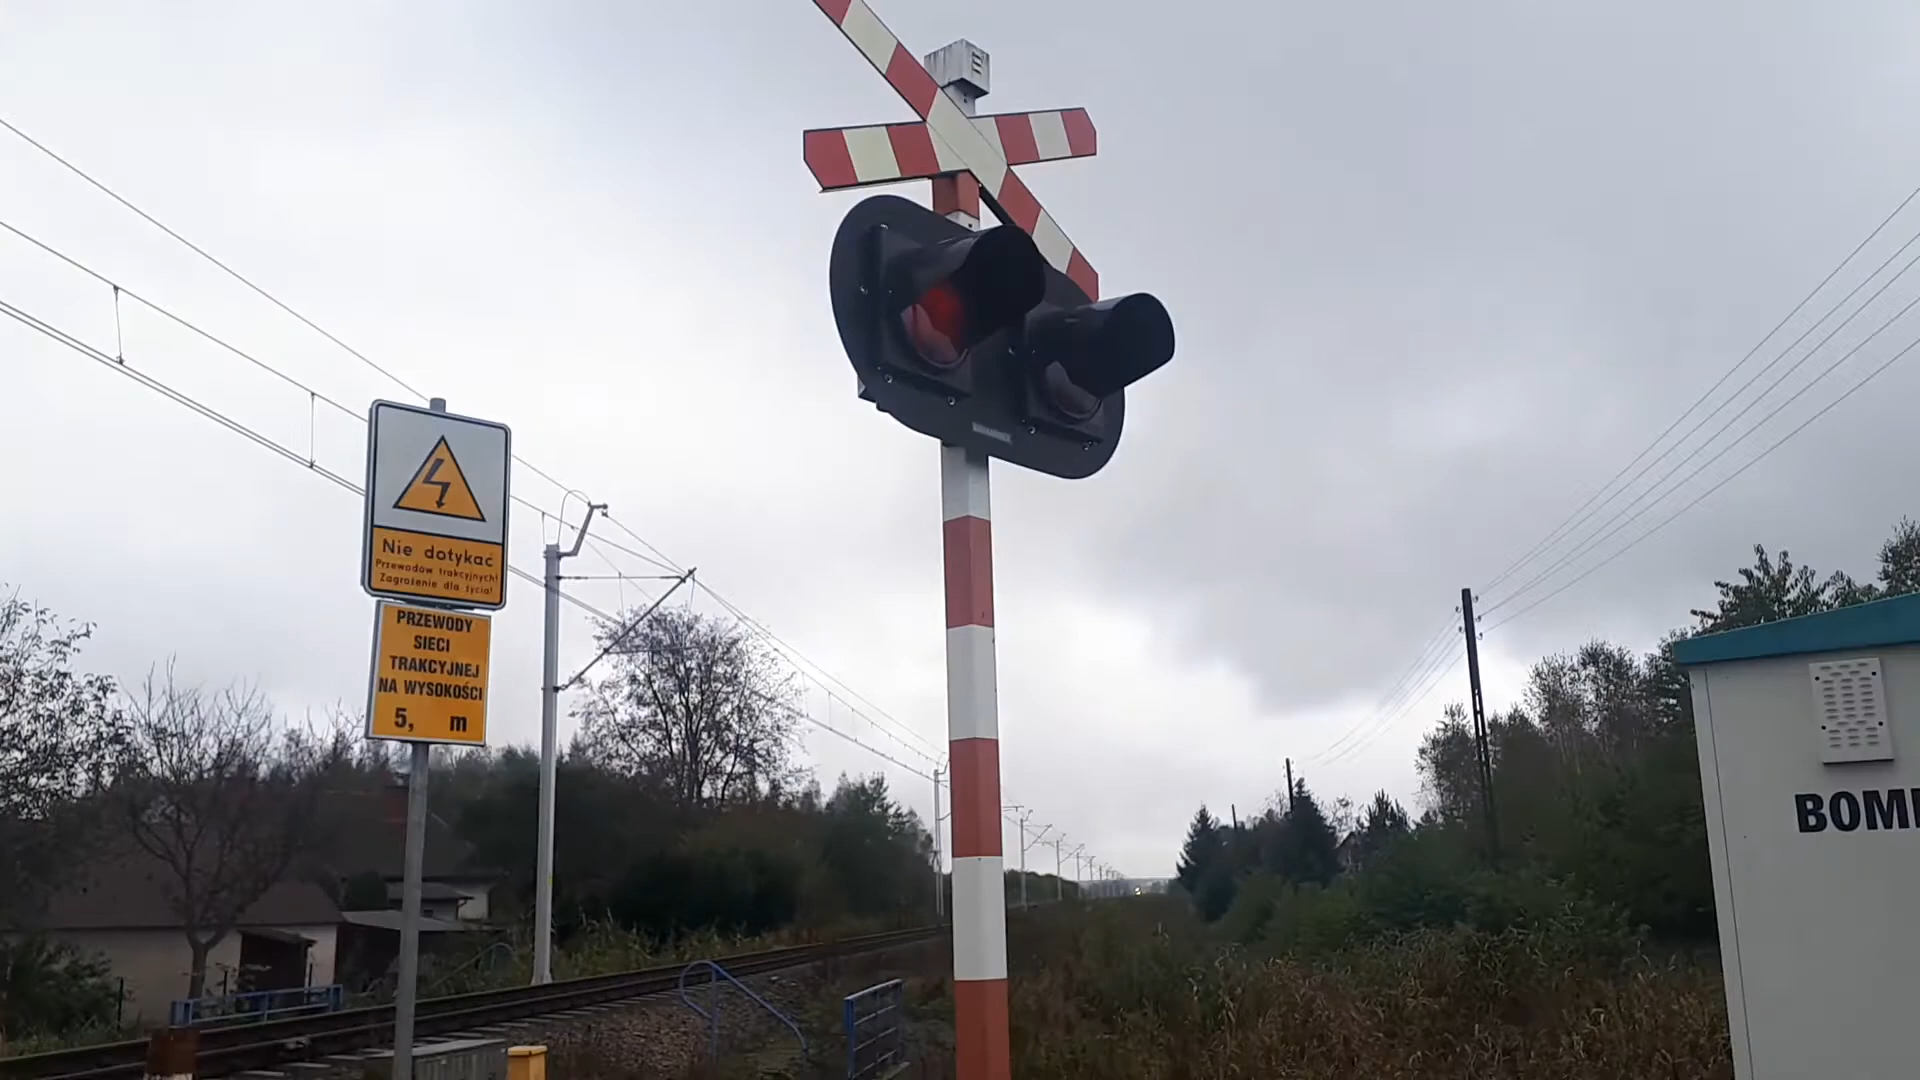 Nie dotykać
Przewodów trakcyjnych!
Zagrożenie dla życia!
PRZEWODY
SIECI
TRAKCYJNEJ
NA WYSOKOŚCI
5, m
BOM